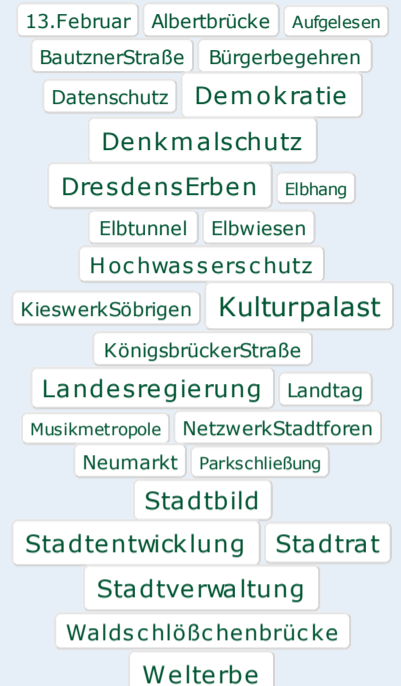 13.Februar Albertbrücke Aufgelesen
BautznerStraße Bürgerbegehren
Datenschutz Demokratie
Denkmalschutz
DresdensErben Elbhang
Elbtunnel Elbwiesen
Hochwasserschutz
KieswerkSöbrigen Kulturpalast
KönigsbrückerStraße
Landesregierung Landtag
Musikmetropole NetzwerkStadtforen
Neumarkt Parkschließung
Stadtbild
Stadtentwicklung Stadtrat
Stadtverwaltung
Waldschlößchenbrücke
Welterbe